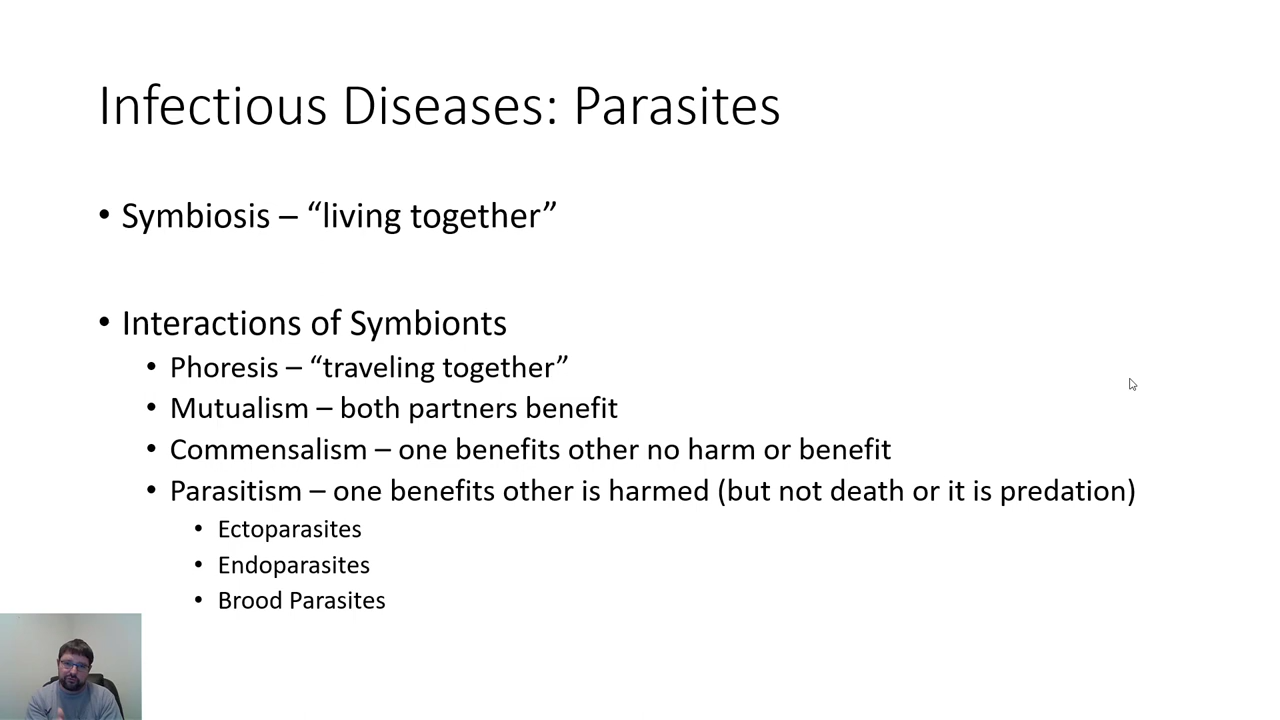 Infectious Diseases: Parasites
• Symbiosis – “living together”
• Interactions of Symbionts
• Phoresis – “traveling together”
• Mutualism – both partners benefit
• Commensalism – one benefits other no harm or benefit
• Parasitism – one benefits other is harmed (but not death or it is predation)
• Ectoparasites
• Endoparasites
• Brood Parasites